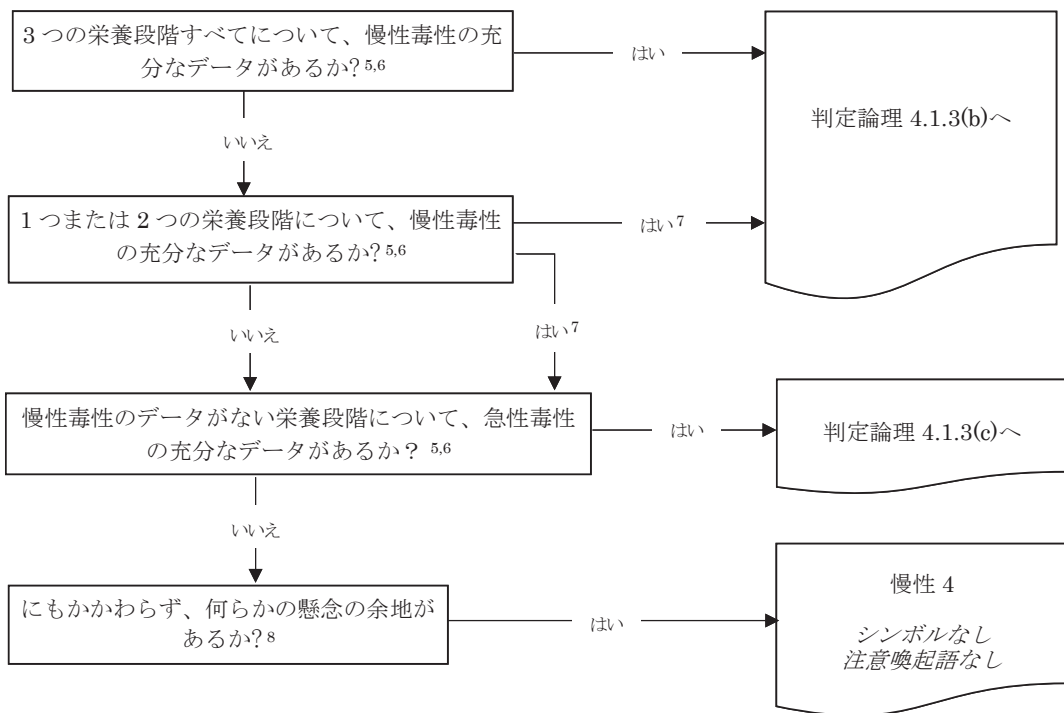 3 つの栄養段階すべてについて、慢性毒性の充
分なデータがあるか?5,6
はい
判定論理 4.1.3(b)へ
いいえ
1 つまたは 2 つの栄養段階について、慢性毒性
の充分なデータがあるか?5,6
はい7
いいえ
はい7
慢性毒性のデータがない栄養段階について、急性毒性
の充分なデータがあるか? 5,6
はい
判定論理 4.1.3(c)へ
いいえ
にもかかわらず、何らかの懸念の余地が
あるか?8
はい
慢性 4
シンボルなし
注意喚起語なし